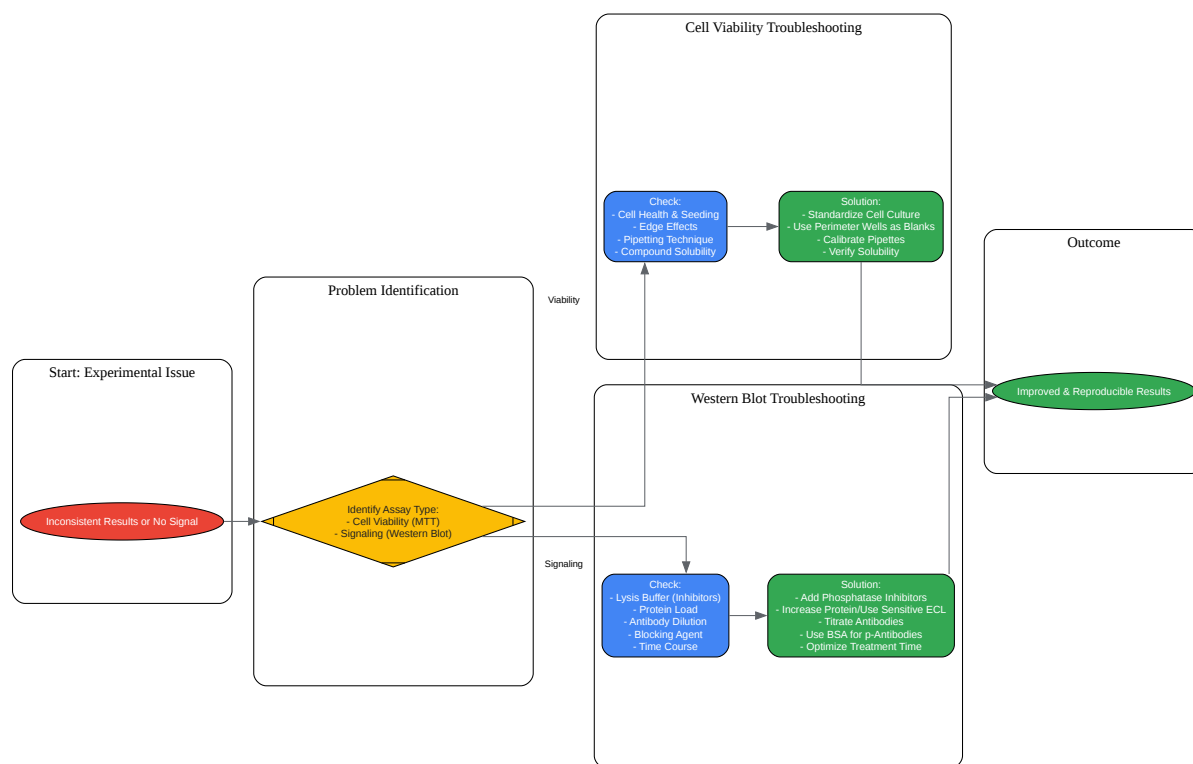 Start: Experimental Issue
Inconsistent Results or No Signal
Problem Identification
Identify Assay Type:
- Cell Viability (MTT)
- Signaling (Western Blot)
Viability
Signaling
Cell Viability Troubleshooting
Check:
- Cell Health & Seeding
- Edge Effects
- Pipetting Technique
- Compound Solubility
Solution:
- Standardize Cell Culture
- Use Perimeter Wells as Blanks
- Calibrate Pipettes
- Verify Solubility
Western Blot Troubleshooting
Check:
- Lysis Buffer (Inhibitors)
- Protein Load
- Antibody Dilution
- Blocking Agent
- Time Course
Solution:
- Add Phosphatase Inhibitors
- Increase Protein/Use Sensitive ECL
- Titrate Antibodies
- Use BSA for p-Antibodies
- Optimize Treatment Time
Outcome
Improved & Reproducible Results